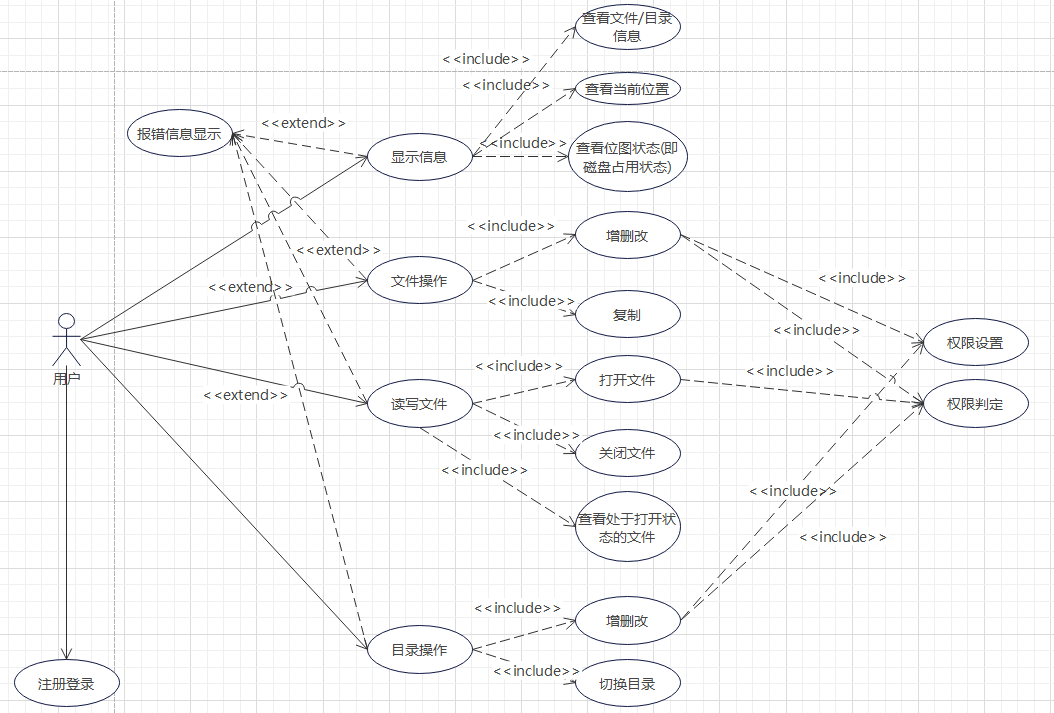 查看文件/目录
信息
<<include>>
<<include>>
查看当前位置
报错信息显示
<<extend>>
显示信息
<<include>>
查看位图状态(即
磁盘占用状态)
<<include>>
增删改
<<extend>>
文件操作
<<extend>>
<<include>>
<<include>>
复制
用户
<<include>>
权限设置
<<include>>
打开文件
<<include>>
<<extend>>
读写文件
权限判定
<<include>>
关闭文件
<<include>>
<<include>>
查看处于打开状
态的文件
<<include>>
<<include>>
增删改
目录操作
<<include>>
切换目录
注册登录